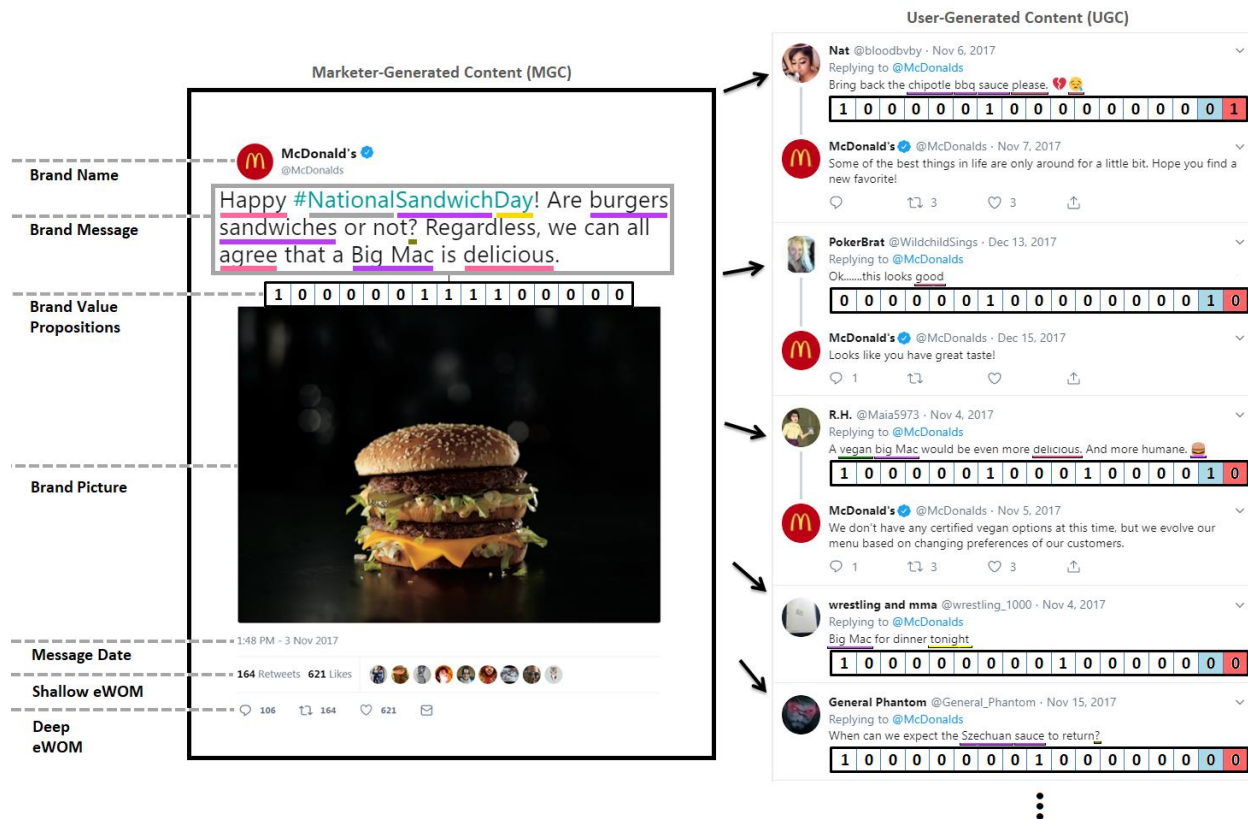 User-Generated Content (UGC)
Marketer-Generated Content (MGC)
Brand Name
Brand Message
Brand Value
Propositions
Brand Picture
Message Date
Shallow eWOM
Deep
eWOM
McDonald's
@McDonalds
Happy #NationalSandwichDay! Are burgers
sandwiches or not? Regardless, we can all
agree that a Big Mac is delicious.
1 0 0 0 0 0 1 1 1 1 0 0 0 0 0
1:48 PM - 3 Nov 2017
164 Retweets 621 Likes
106 164 621
Nat @bloodbvby · Nov 6, 2017
Replying to @McDonalds
Bring back the chipotle bbq sauce please. 💔😪
1 0 0 0 0 0 1 0 0 0 0 0 0 0 0 0 1
McDonald's @McDonalds · Nov 7, 2017
Some of the best things in life are only around for a little bit. Hope you find a
new favorite!
3 3
PokerBrat @WildchildSings · Dec 13, 2017
Replying to @McDonalds
Ok.......this looks good
0 0 0 0 0 0 1 0 0 0 0 0 0 0 0 1 0
McDonald's @McDonalds · Dec 15, 2017
Looks like you have great taste!
1
R.H. @Maia5973 · Nov 4, 2017
Replying to @McDonalds
A vegan big Mac would be even more delicious. And more humane. 🍔
1 0 0 0 0 0 1 0 0 0 1 0 0 0 0 1 0
McDonald's @McDonalds · Nov 5, 2017
We don't have any certified vegan options at this time, but we evolve our
menu based on changing preferences of our customers.
1 3 3
wrestling and mma @wrestling_1000 · Nov 4, 2017
Replying to @McDonalds
Big Mac for dinner tonight
1 0 0 0 0 0 0 0 0 1 0 0 0 0 0 0 0
General Phantom @General_Phantom · Nov 15, 2017
Replying to @McDonalds
When can we expect the Szechuan sauce to return?
1 0 0 0 0 0 0 0 1 0 0 0 0 0 0 0 0